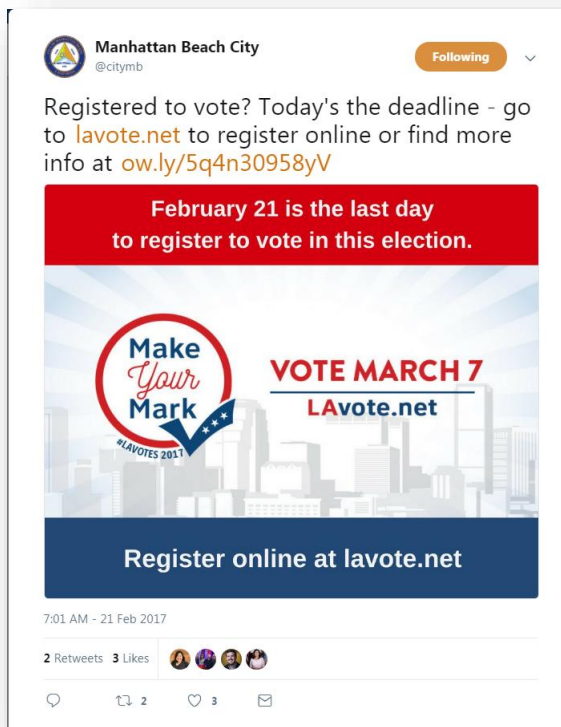 Manhattan Beach City
@citymb
Following
Registered to vote? Today's the deadline - go
to lavote.net to register online or find more
info at ow.ly/5q4n30958yV
February 21 is the last day
to register to vote in this election.
Make
Your
Mark
#LAVOTES 2017
VOTE MARCH 7
LAvote.net
Register online at lavote.net
7:01 AM - 21 Feb 2017
2 Retweets 3 Likes
2 3